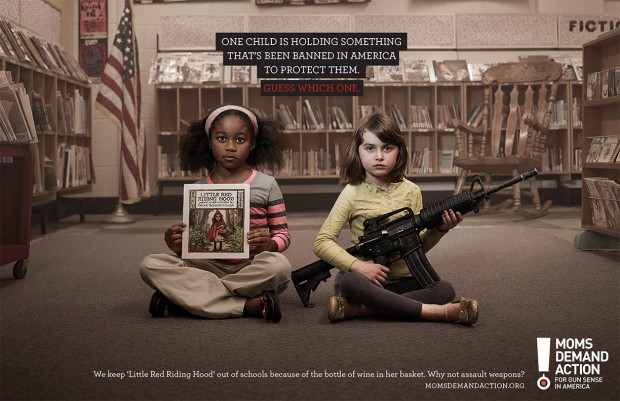 FICTIO
ONE CHILD IS HOLDING SOMETHING
THAT'S BEEN BANNED IN AMERICA
TO PROTECT THEM.
GUESS WHICH ONE.
LITTLE RED
RIDING HOOD
We keep 'Little Red Riding Hood' out of schools because of the bottle of wine in her basket. Why not assault weapons?
MOMSDEMANDACTION.ORG
MOMS
DEMAND
ACTION
FOR GUN SENSE
IN AMERICA